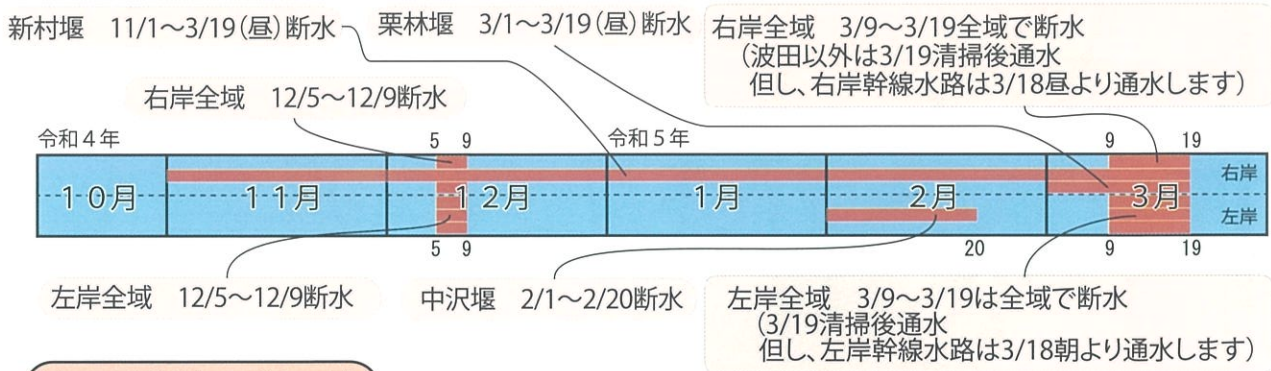 新村堰　11/1～3/19(昼)断水
栗林堰　3/1～3/19(昼)断水
右岸全域　3/9～3/19全域で断水
(波田以外は3/19清掃後通水
但し、右岸幹線水路は3/18昼より通水します)
右岸全域　12/5～12/9断水
令和4年
5 9
令和5年
9 19
10月 11月 12月 1月 2月 3月
右岸
左岸
5 9
20
9 19
左岸全域　12/5～12/9断水
中沢堰　2/1～2/20断水
左岸全域　3/9～3/19は全域で断水
(3/19清掃後通水
但し、左岸幹線水路は3/18朝より通水します)